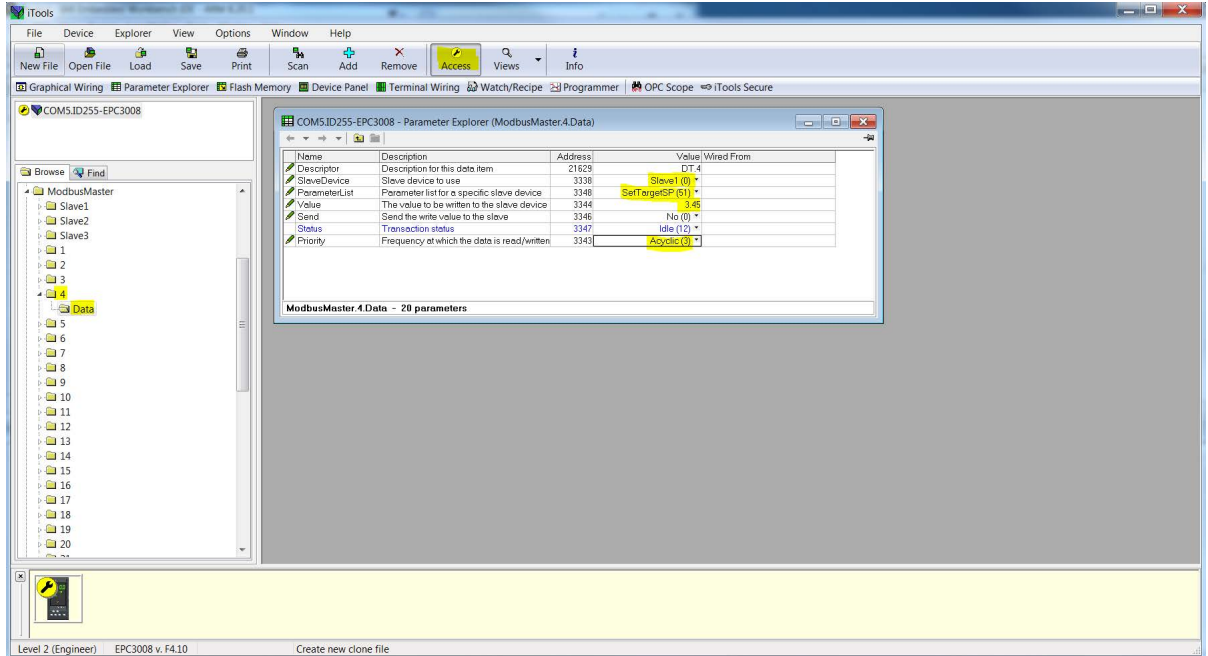 iTools
File Device Explorer View Options Window Help
New File Open File Load Save Print Scan Add Remove Access Views Info
Graphical Wiring Parameter Explorer Flash Memory Device Panel Terminal Wiring Watch/Recipe Programmer OPC Scope iTools Secure
COM5.ID255-EPC3008
Browse Find
ModbusMaster
Slave1
Slave2
Slave3
1
2
3
4
Data
5
6
7
8
9
10
11
12
13
14
15
16
17
18
19
20
COM5.ID255-EPC3008 - Parameter Explorer (ModbusMaster.4.Data)
Name Description Address Value Wired From
Descriptor Description for this data item 21629 DT.4
SlaveDevice Slave device to use 3338 Slave1 (0)
ParameterList Parameter list for a specific slave device 3348 SetTargetSP (51)
Value The value to be written to the slave device 3344 3.45
Send Send the write value to the slave 3346 No (0)
Status Transaction status 3347 Idle (12)
Priority Frequency at which the data is read/written 3343 Acyclic (3)
ModbusMaster.4.Data - 20 parameters
Level 2 (Engineer) EPC3008 v. F4.10 Create new clone file